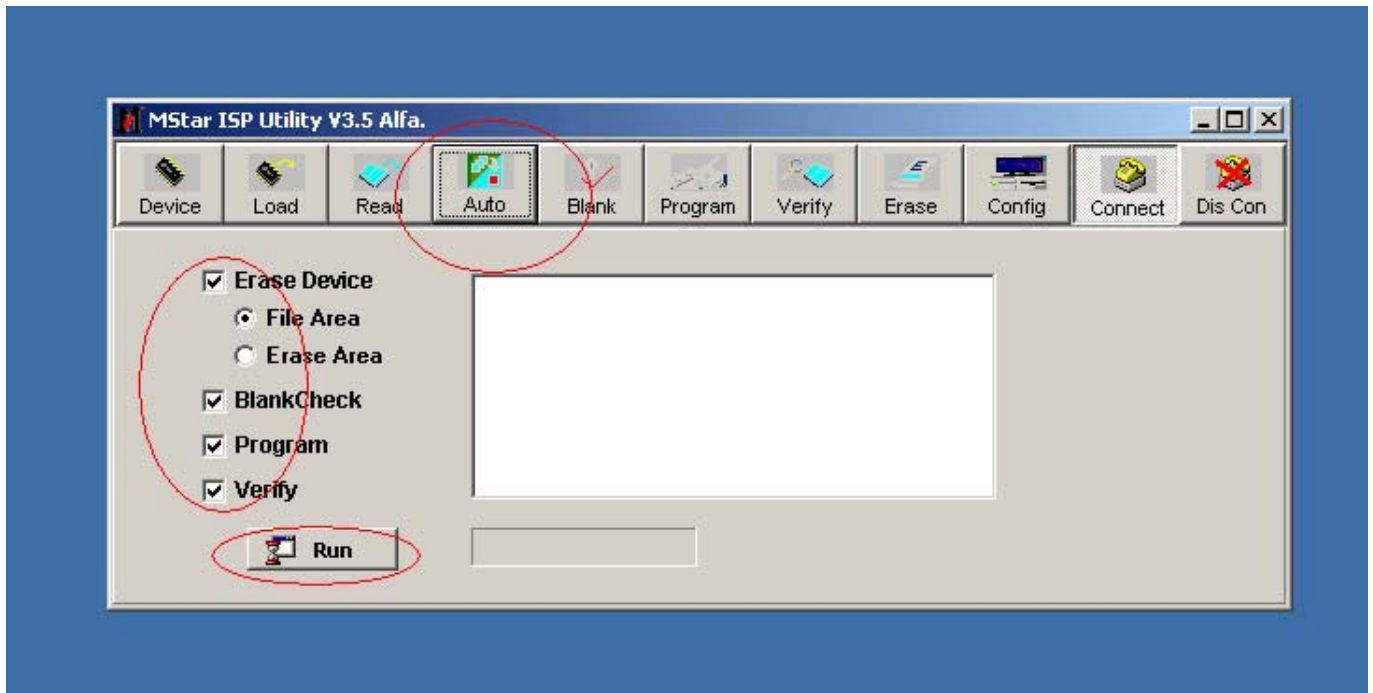 MStar ISP Utility V3.5 Alfa.
Device Load Read Auto Blank Program Verify Erase Config Connect Dis Con
Erase Device
File Area
Erase Area
BlankCheck
Program
Verify
Run